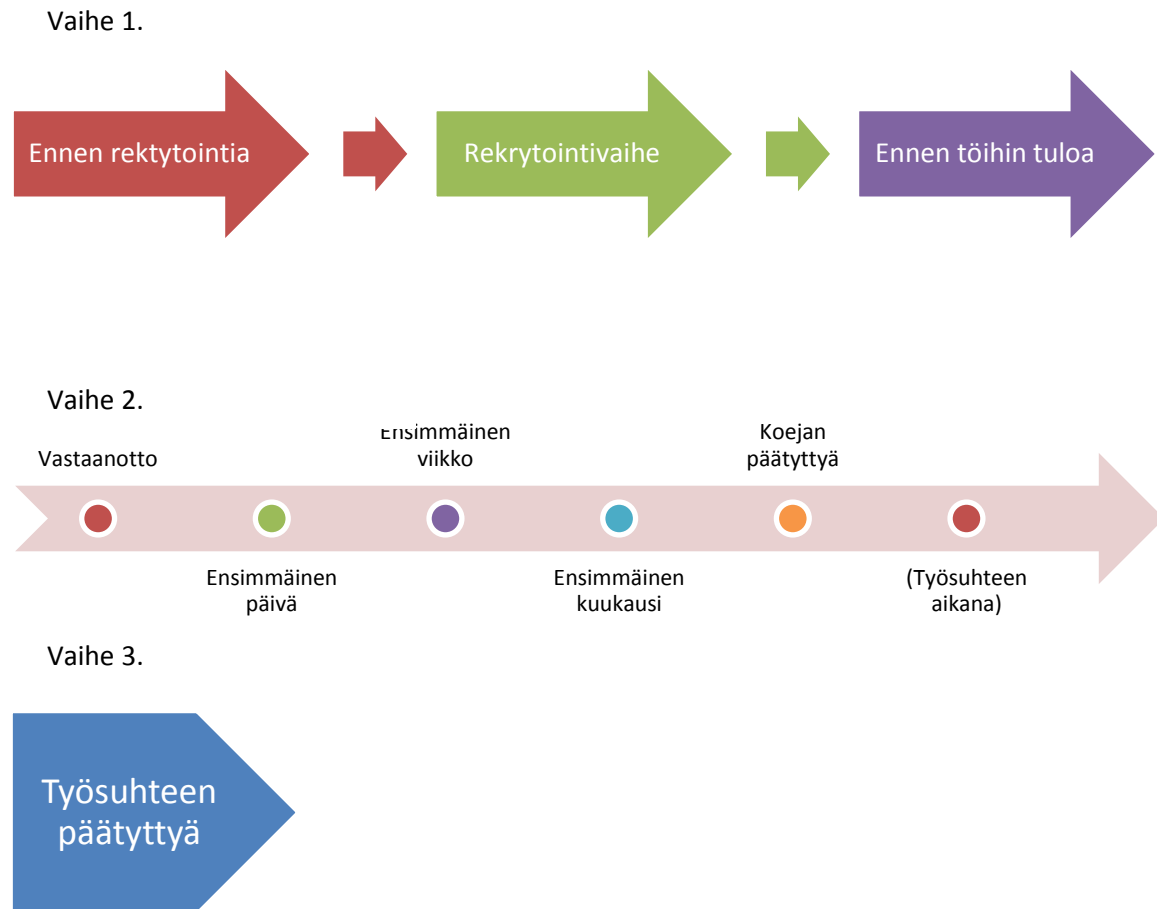 Vaihe 1.
Ennen rektytointia
Rekrytointivaihe
Ennen töihin tuloa
Vaihe 2.
Vastaanotto
Ensimmäinen
päivä
Ensimmäinen
viikko
Ensimmäinen
kuukausi
Koejan
päätyttyä
(Työsuhteen
aikana)
Vaihe 3.
Työsuhteen
päätyttyä